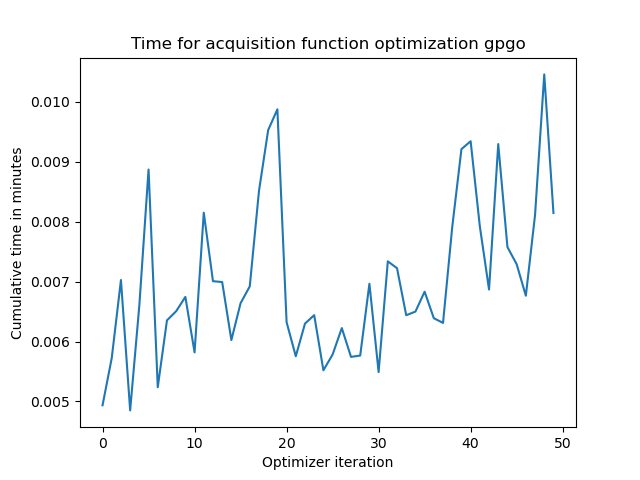 Time for acquisition function optimization gpgo
Cumulative time in minutes
0.010
0.009
0.008
0.007
0.006
0.005
0 10 20 30 40 50
Optimizer iteration